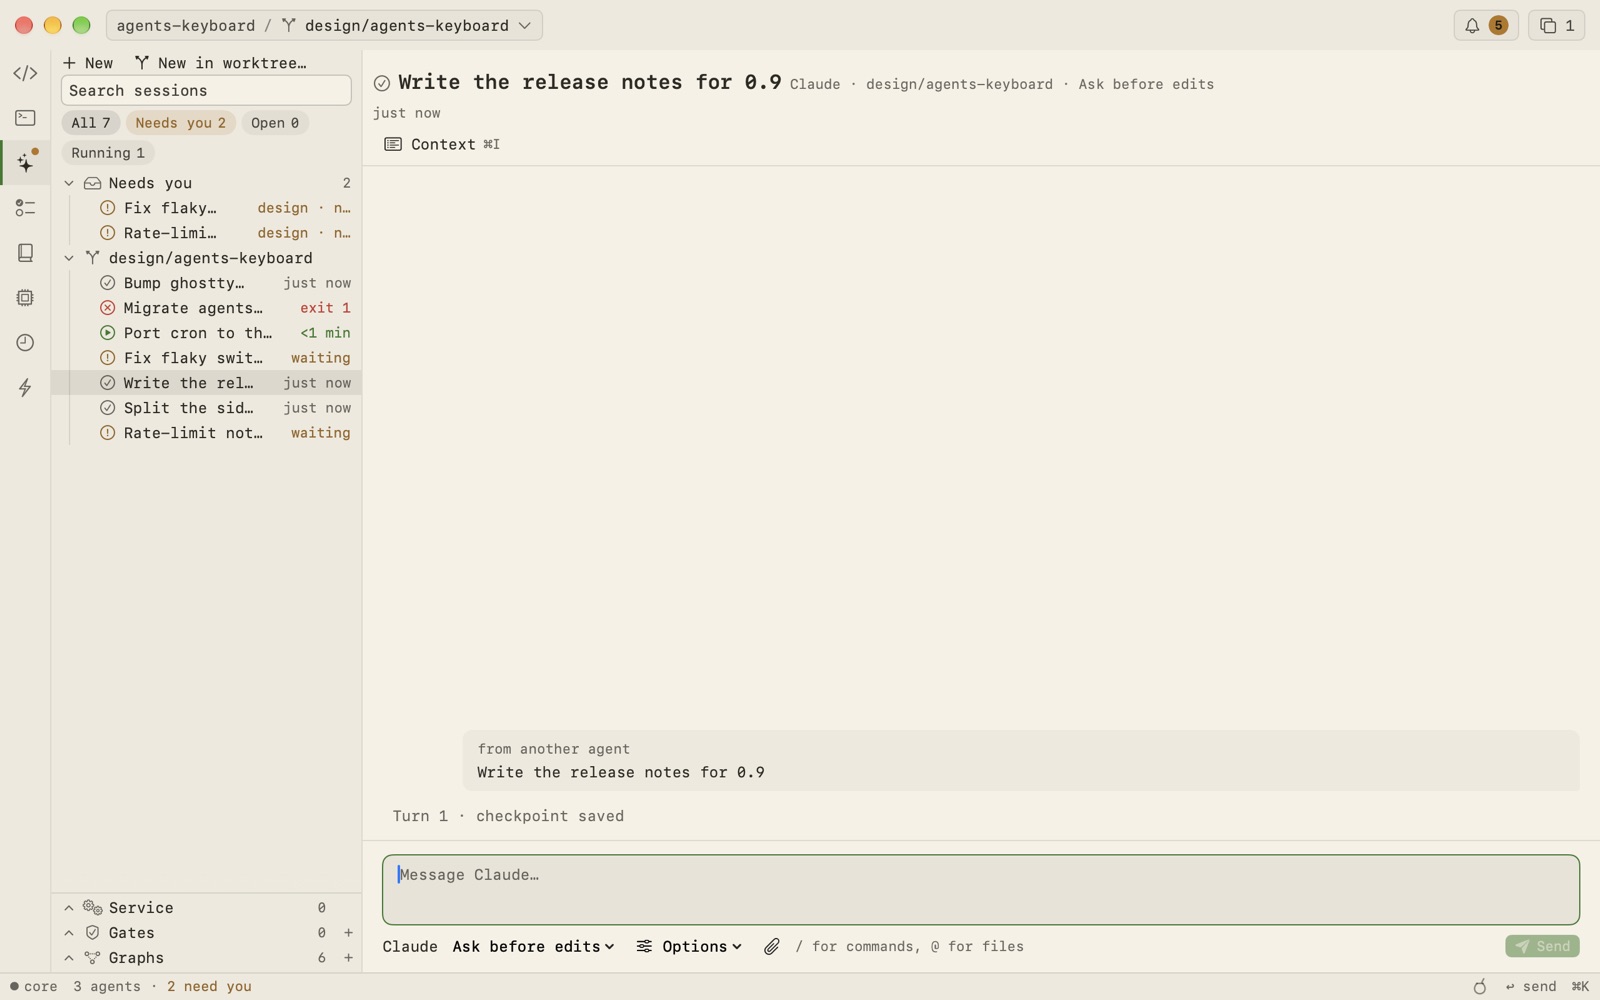 agents-keyboard / design/agents-keyboard
5
1
New
New in worktree…
Search sessions
All 7
Needs you 2
Open 0
Running 1
Needs you 2
Fix flaky… design · n…
Rate-limi… design · n…
design/agents-keyboard
Bump ghostty… just now
Migrate agents… exit 1
Port cron to th… <1 min
Fix flaky swit… waiting
Write the rel… just now
Split the sid… just now
Rate-limit not… waiting
Service 0
Gates 0 +
Graphs 6 +
Write the release notes for 0.9 Claude · design/agents-keyboard · Ask before edits
just now
Context ⌘I
from another agent
Write the release notes for 0.9
Turn 1 · checkpoint saved
Message Claude…
Claude Ask before edits Options / for commands, @ for files Send
core 3 agents · 2 need you
↩ send ⌘K